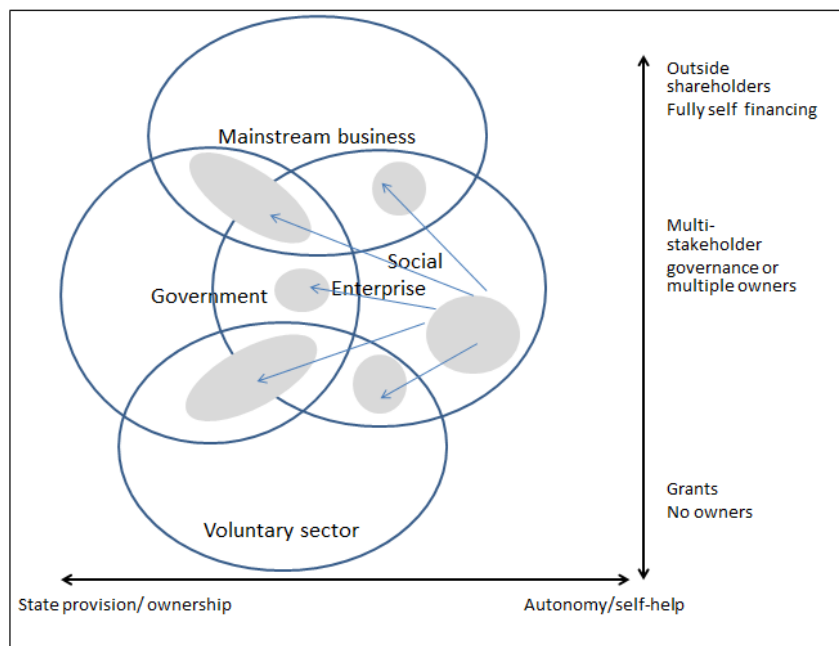 Outside
shareholders
Fully self financing
Mainstream business
Multi-
stakeholder
governance or
multiple owners
Social
Enterprise
Government
Grants
No owners
Voluntary sector
State provision/ ownership
Autonomy/self-help